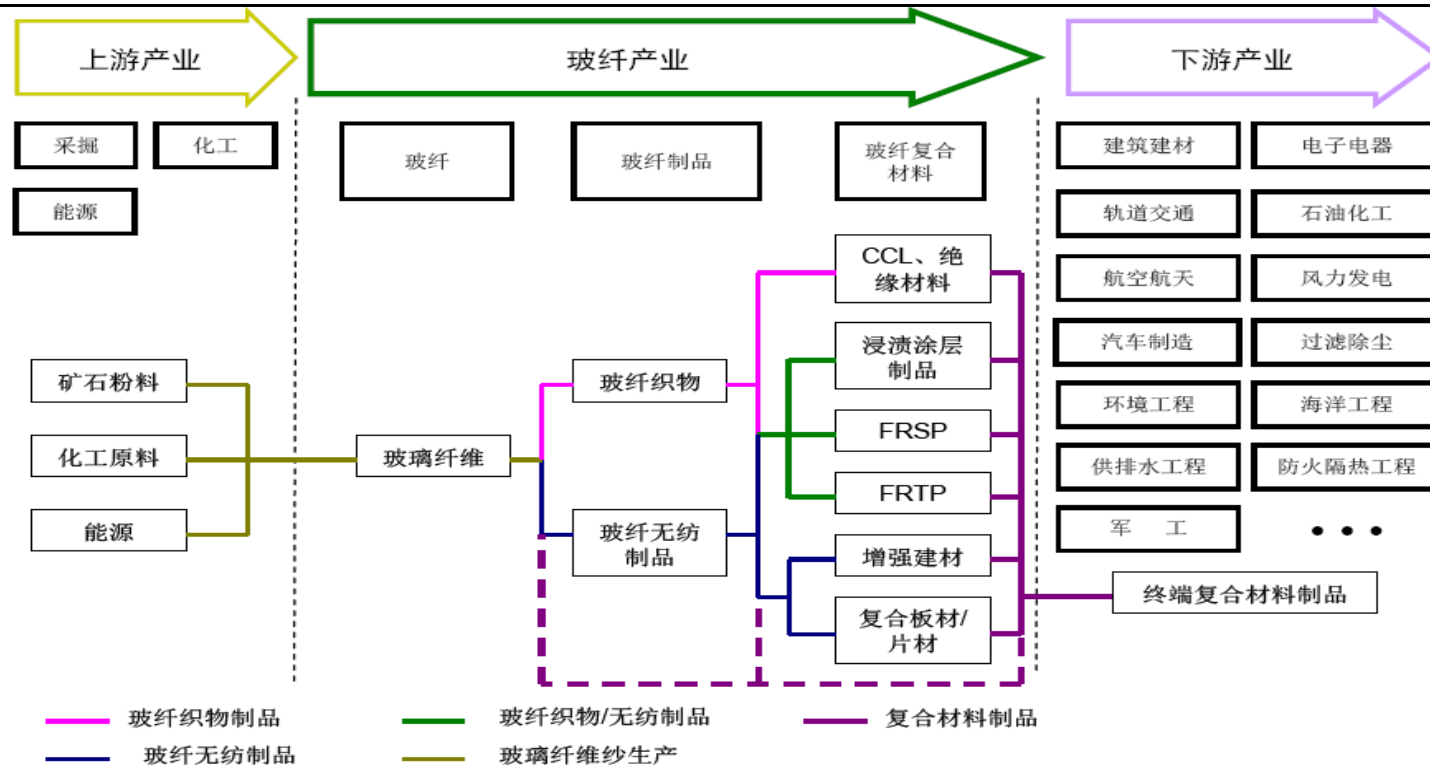 上游产业
玻纤产业
下游产业
采掘
化工
能源
玻纤
玻纤制品
玻纤复合
材料
建筑建材
电子电器
轨道交通
石油化工
航空航天
风力发电
汽车制造
过滤除尘
环境工程
海洋工程
供排水工程
防火隔热工程
军 工
•••
矿石粉料
化工原料
能源
玻璃纤维
玻纤织物
玻纤无纺
制品
CCL、绝
缘材料
浸渍涂层
制品
FRSP
FRTP
增强建材
复合板材/
片材
终端复合材料制品
玻纤织物制品
玻纤织物/无纺制品
复合材料制品
玻纤无纺制品
玻璃纤维纱生产